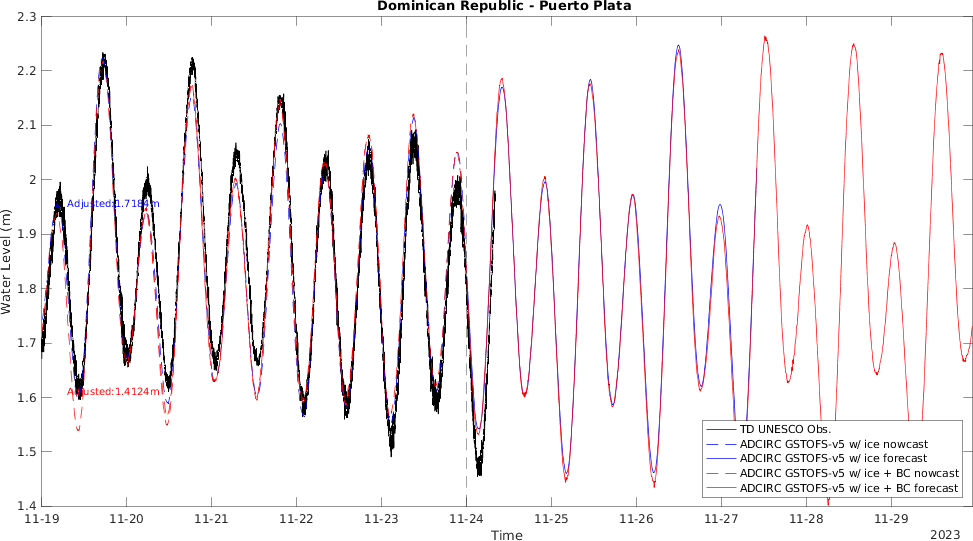 Dominican Republic - Puerto Plata
2.3
2.2
2.1
2
1.9
1.8
1.7
1.6
1.5
1.4
Water Level (m)
Adjusted:1.7184m
Adjusted:1.4124m
TD UNESCO Obs.
ADCIRC GSTOFS-v5 w/ ice nowcast
ADCIRC GSTOFS-v5 w/ ice forecast
ADCIRC GSTOFS-v5 w/ ice + BC nowcast
ADCIRC GSTOFS-v5 w/ ice + BC forecast
11-19 11-20 11-21 11-22 11-23 11-24 11-25 11-26 11-27 11-28 11-29
Time
2023